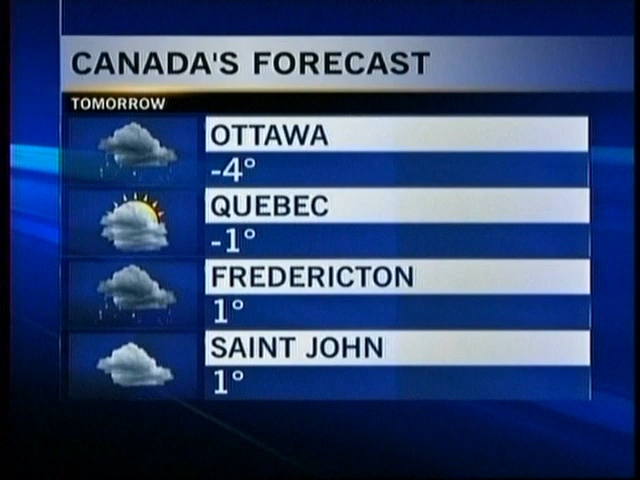 CANADA'S FORECAST
TOMORROW
OTTAWA
-4°
QUEBEC
-1°
FREDERICTON
1°
SAINT JOHN
1°